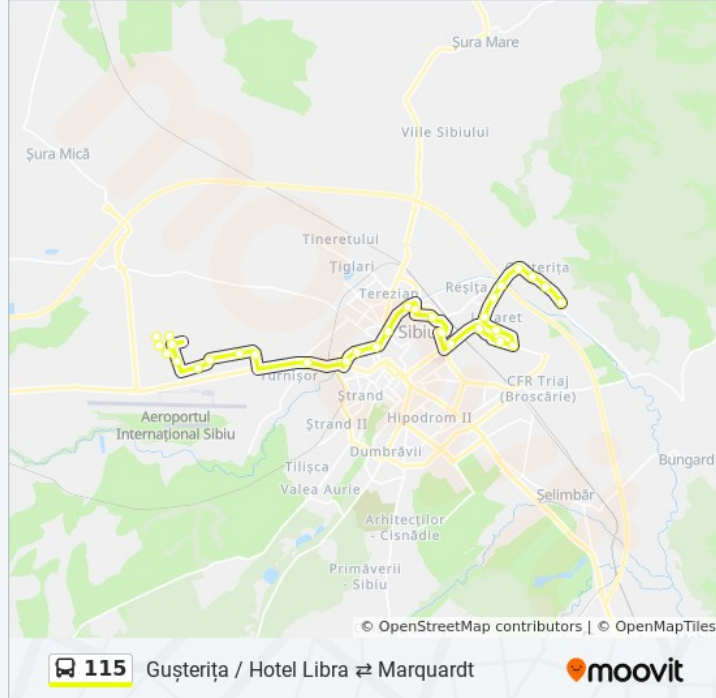 Șura Mare
Viile Sibiului
Șura Mică
Tineretului
Țiglari
Reșița
Terezian
Sibiu
Turnișor
CFR Triaj
(Broscărie)
Ștrand
Aeroportul
Internațional Sibiu
Hipodrom II
Ștrand II
Dumbrăvii
Tilișca
Bungard
Valea Aurie
Șelimbăr
Arhitecților
- Cisnădie
Primăverii
- Sibiu
© OpenStreetMap contributors | © OpenMapTiles
115 Gușterița / Hotel Libra ⇄ Marquardt
moovit